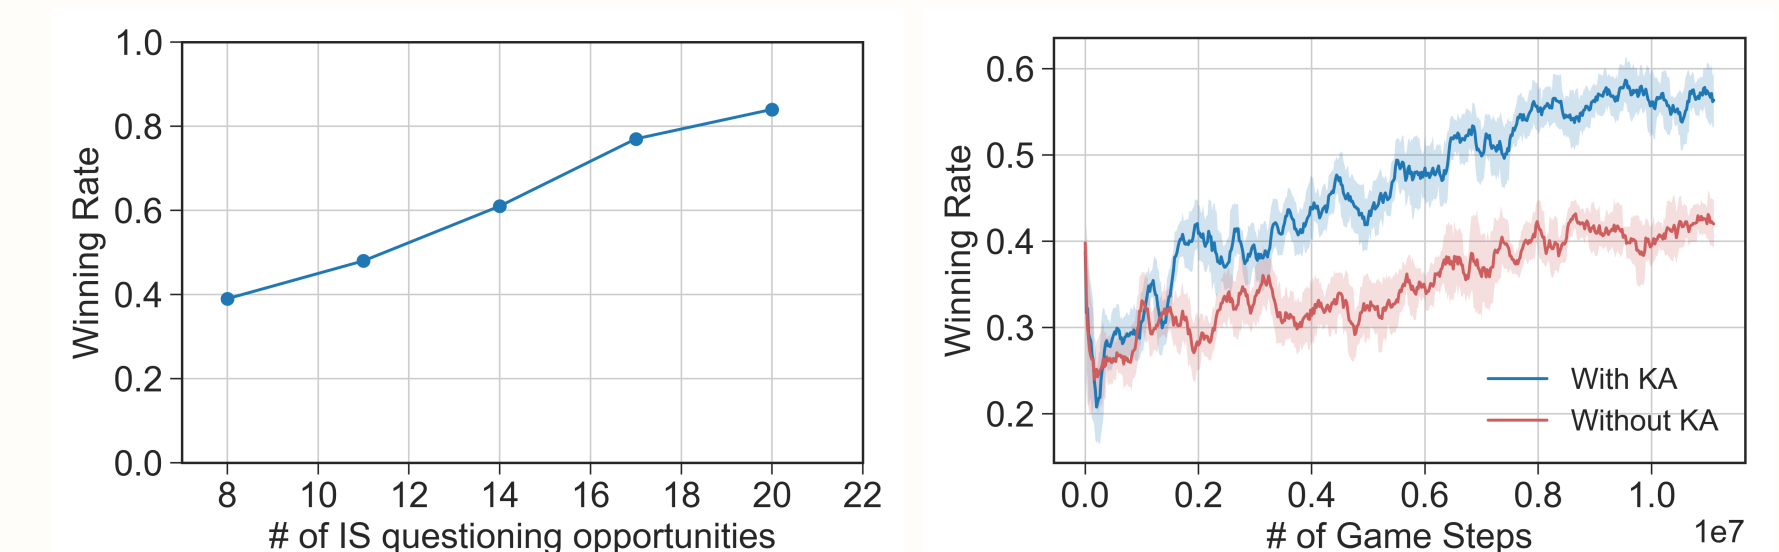 Winning Rate
1.0
0.8
0.6
0.4
0.2
0.0
8 10 12 14 16 18 20 22
# of IS questioning opportunities
Winning Rate
0.6
0.5
0.4
0.3
0.2
With KA
Without KA
0.0 0.2 0.4 0.6 0.8 1.0
1e7
# of Game Steps